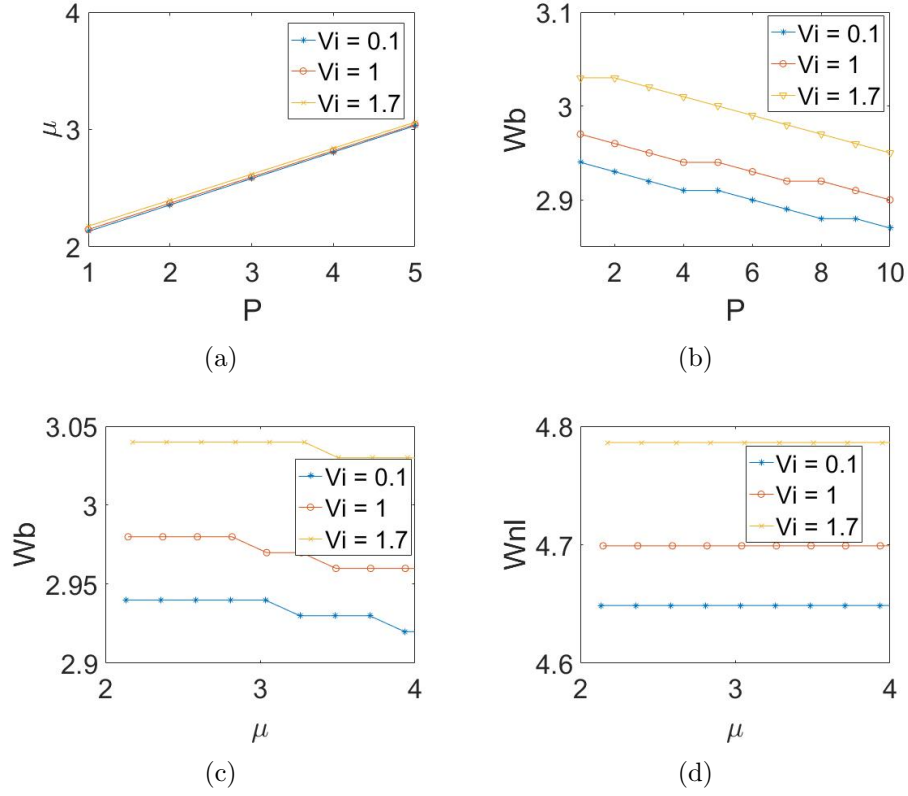 4
3
2
μ
Vi = 0.1
Vi = 1
Vi = 1.7
1 2 3 4 5
P
(a)
3.1
3
2.9
Wb
Vi = 0.1
Vi = 1
Vi = 1.7
2 4 6 8 10
P
(b)
3.05
3
2.95
2.9
Wb
Vi = 0.1
Vi = 1
Vi = 1.7
2 3 4
μ
(c)
4.8
4.7
4.6
Wnl
Vi = 0.1
Vi = 1
Vi = 1.7
2 3 4
μ
(d)